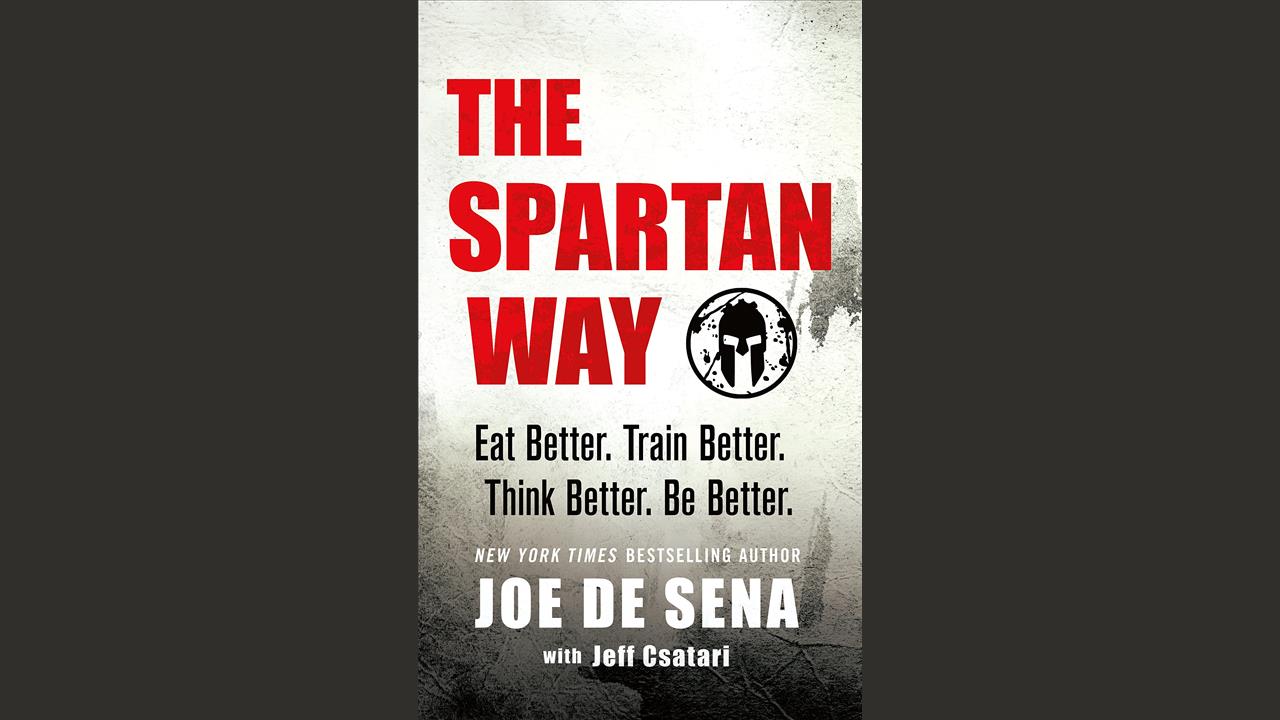 THE
SPARTAN
WAY
Eat Better. Train Better.
Think Better. Be Better.
NEW YORK TIMES BESTSELLING AUTHOR
JOE DE SENA
with Jeff Csatari